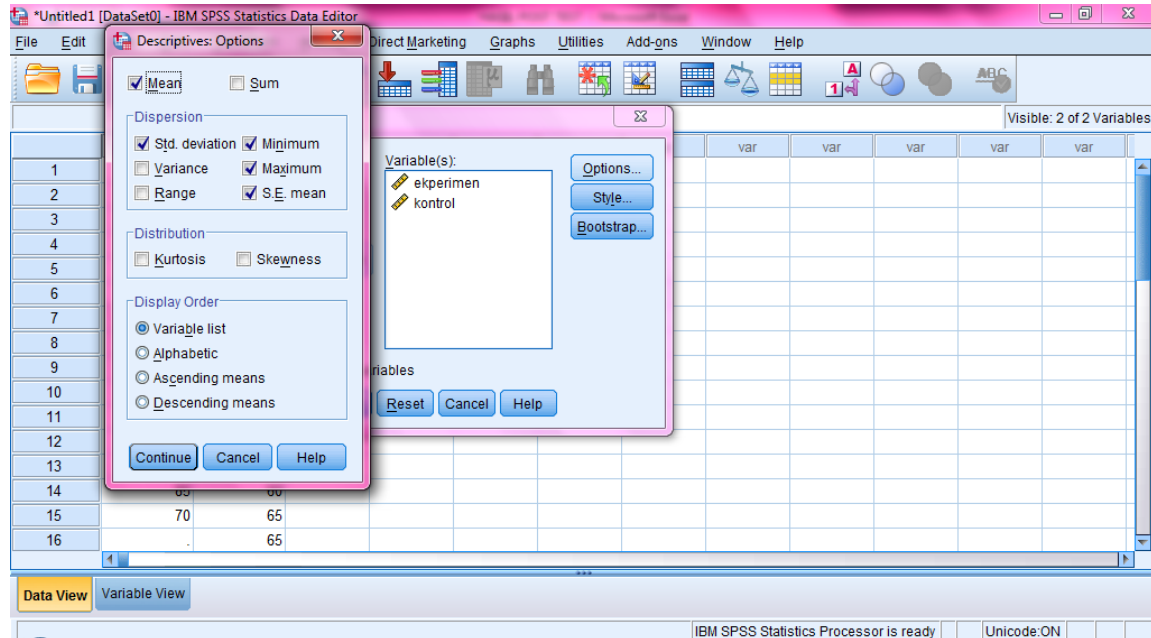 *Untitled1 [DataSet0] - IBM SPSS Statistics Data Editor
File Edit Direct Marketing Graphs Utilities Add-ons Window Help
Visible: 2 of 2 Variables
Descriptives: Options
Mean Sum
Dispersion
Std. deviation Minimum
Variance Maximum
Range S.E. mean
Distribution
Kurtosis Skewness
Display Order
Variable list
Alphabetic
Ascending means
Descending means
Continue Cancel Help
Variable(s):
ekperimen
kontrol
Options...
Style...
Bootstrap...
riables
Reset Cancel Help
var var var var var
1
2
3
4
5
6
7
8
9
10
11
12
13
14 65 60
15 70 65
16 . 65
Data View Variable View
IBM SPSS Statistics Processor is ready Unicode:ON